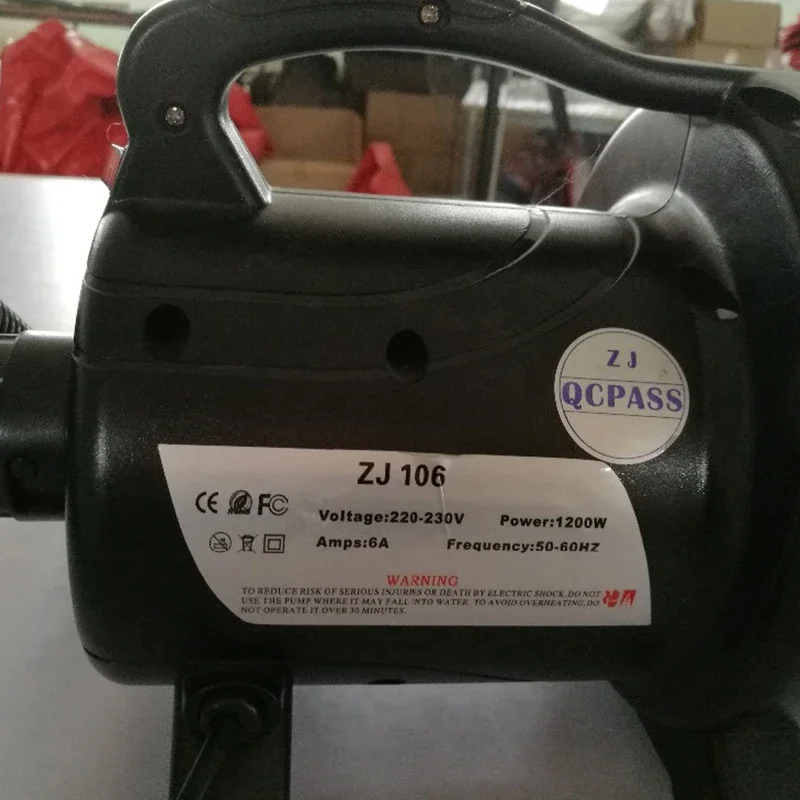 ZJ
QCPASS
ZJ 106
CE FC
Voltage:220-230V Power:1200W
Amps:6A Frequency:50-60HZ
WARNING
TO REDUCE RISK OF SERIOUS INJURIES OR DEATH BY ELECTRIC SHOCK. DO NOT
USE THE PUMP WHERE IT MAY FALL INTO WATER. TO AVOID OVERHEATING, DO
NOT OPERATE IT OVER 30 MINUTES.